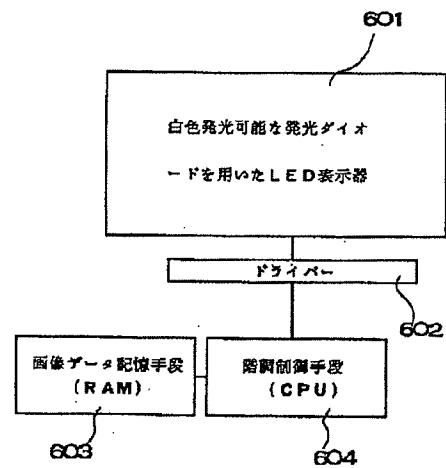 601
白色発光可能な発光ダイオ
ードを用いたLED表示器
ドライバー
602
画像データ記憶手段
(RAM)
階調制御手段
(CPU)
603
604